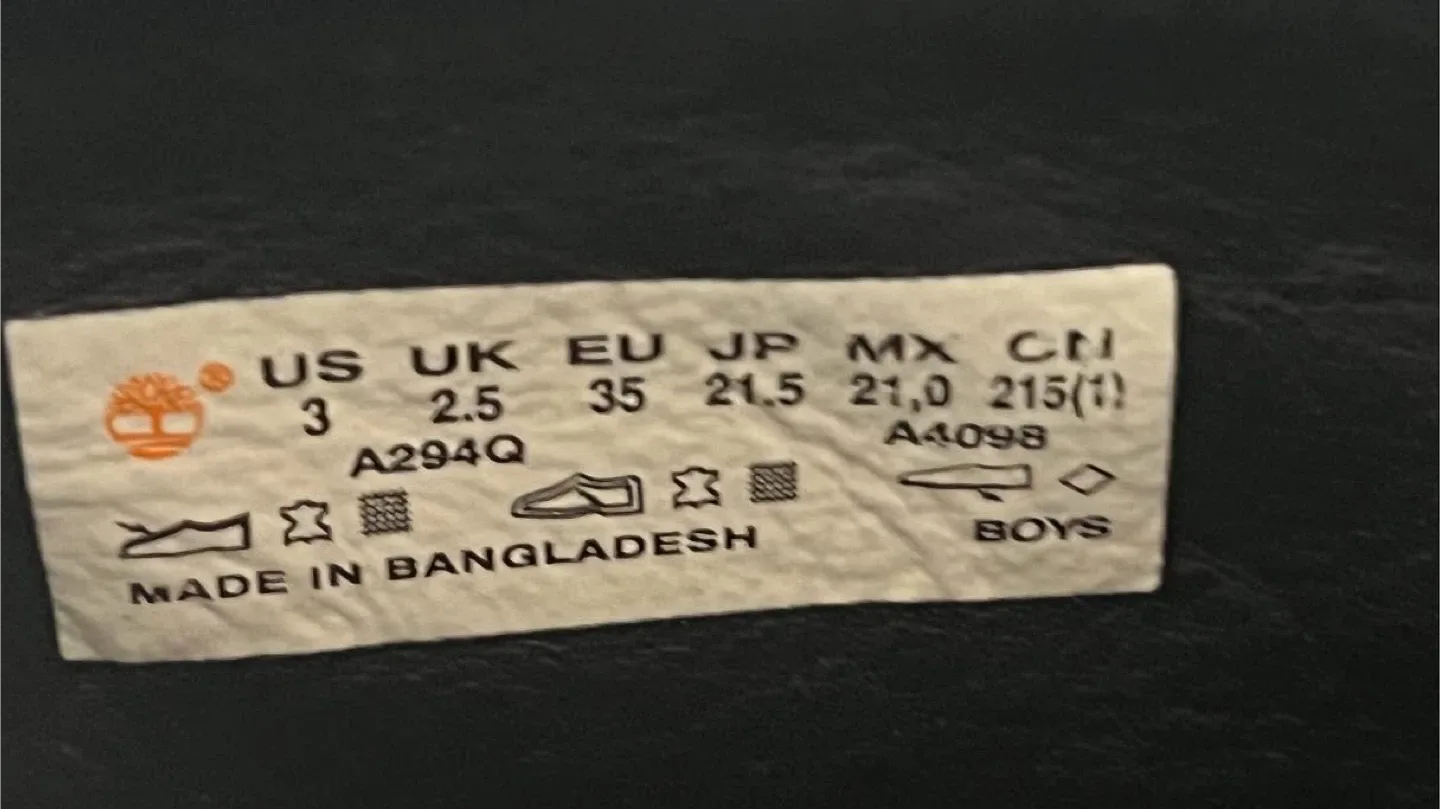 US UK EU JP MX CN
3 2.5 35 21.5 21,0 215(1)
A294Q A4098
MADE IN BANGLADESH BOYS